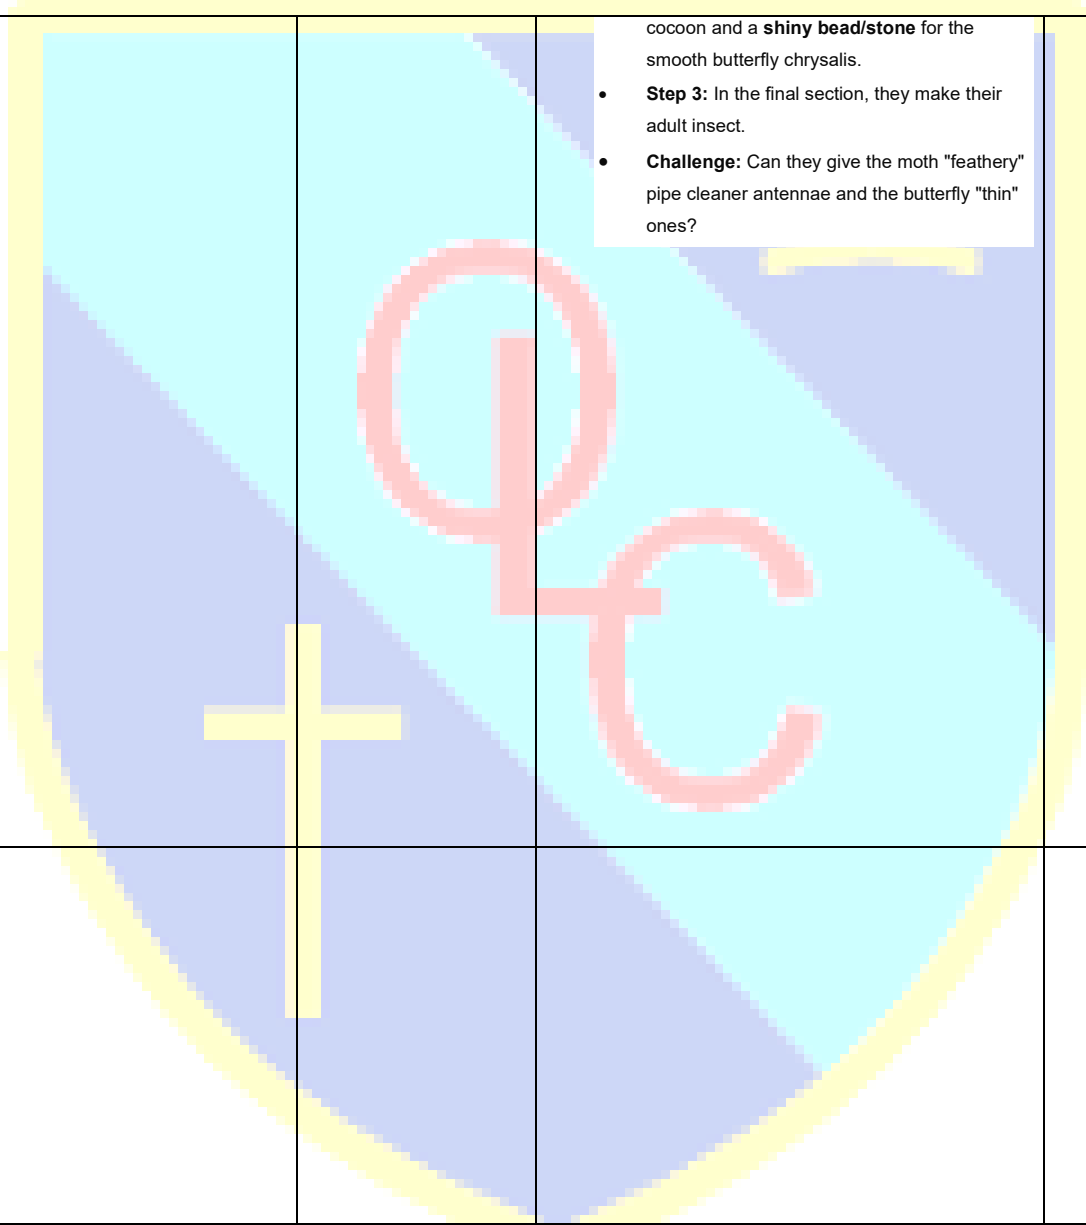 cocoon and a shiny bead/stone for the
smooth butterfly chrysalis.
• Step 3: In the final section, they make their
adult insect.
• Challenge: Can they give the moth "feathery"
pipe cleaner antennae and the butterfly "thin"
ones?
O
L
C